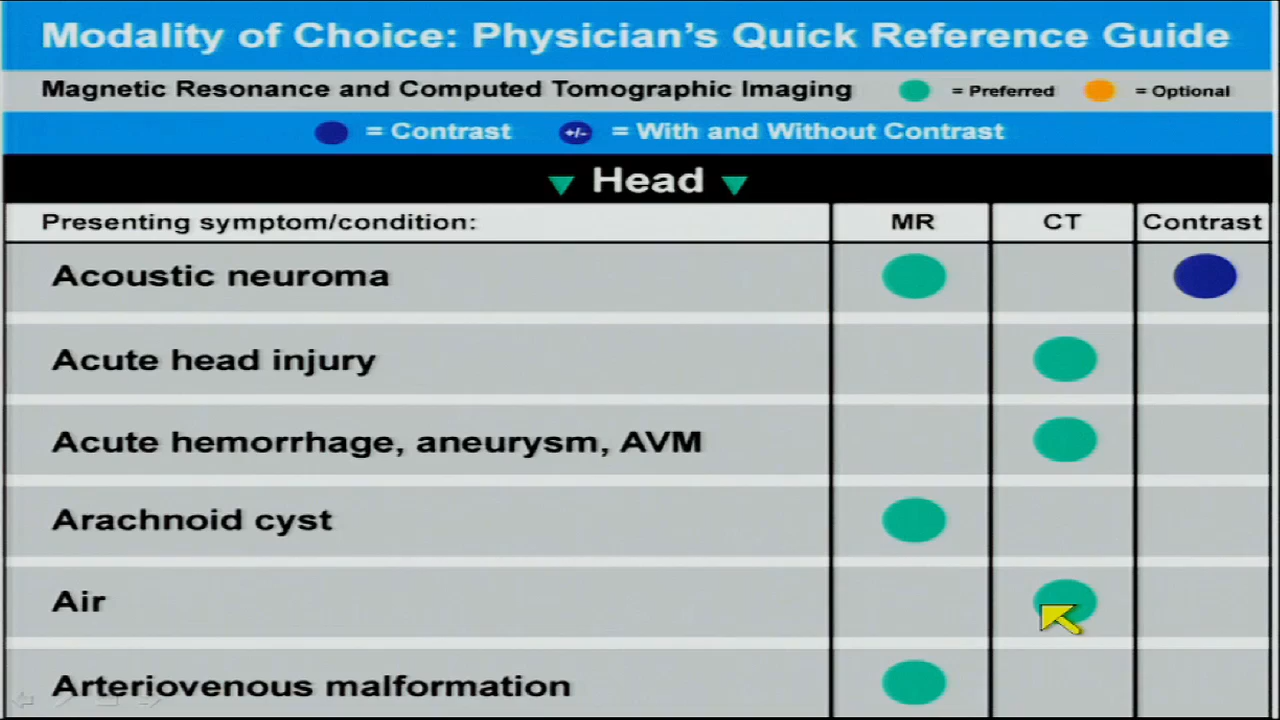 Modality of Choice: Physician's Quick Reference Guide
Magnetic Resonance and Computed Tomographic Imaging = Preferred = Optional
= Contrast +/- = With and Without Contrast
Head
Presenting symptom/condition: MR CT Contrast
Acoustic neuroma
Acute head injury
Acute hemorrhage, aneurysm, AVM
Arachnoid cyst
Air
Arteriovenous malformation